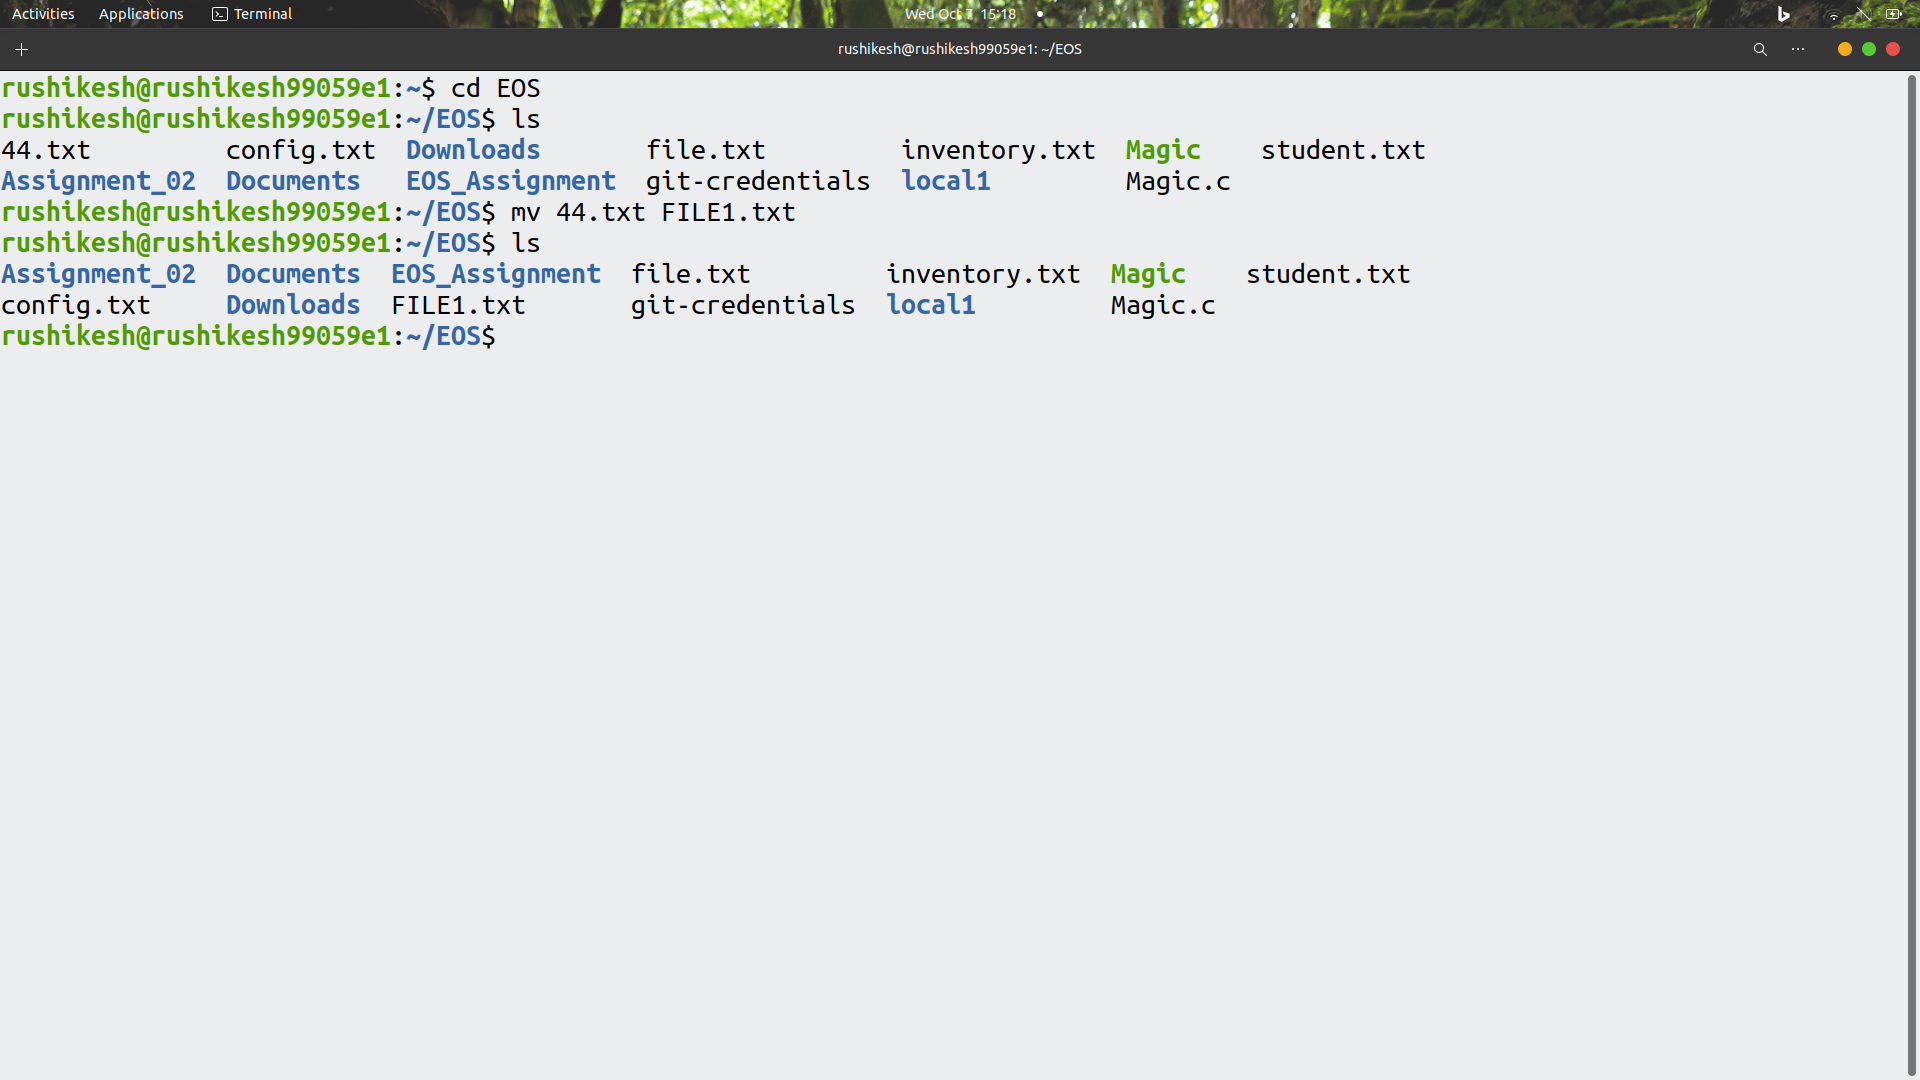 Activities Applications Terminal Wed Oct 7 15:18
rushikesh@rushikesh99059e1: ~/EOS
rushikesh@rushikesh99059e1:~$ cd EOS
rushikesh@rushikesh99059e1:~/EOS$ ls
44.txt config.txt Downloads file.txt inventory.txt Magic student.txt
Assignment_02 Documents EOS_Assignment git-credentials local1 Magic.c
rushikesh@rushikesh99059e1:~/EOS$ mv 44.txt FILE1.txt
rushikesh@rushikesh99059e1:~/EOS$ ls
Assignment_02 Documents EOS_Assignment file.txt inventory.txt Magic student.txt
config.txt Downloads FILE1.txt git-credentials local1 Magic.c
rushikesh@rushikesh99059e1:~/EOS$